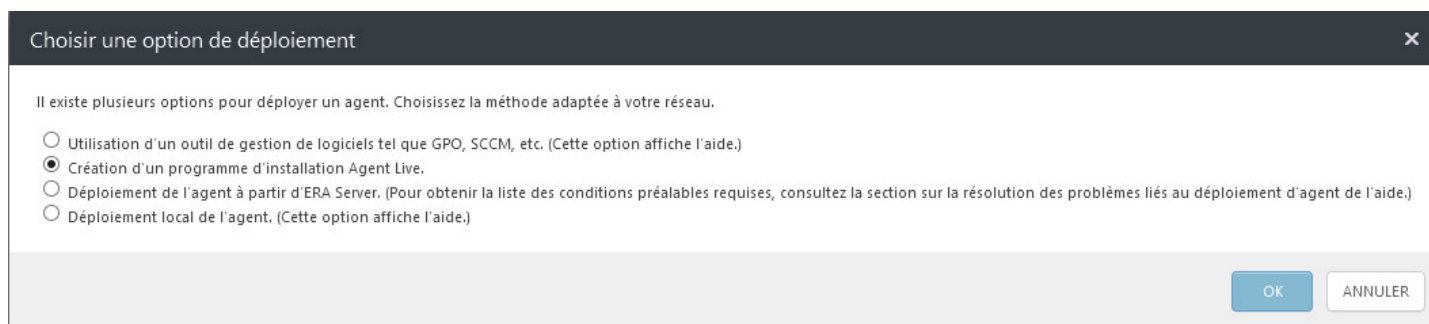 Choisir une option de déploiement
Il existe plusieurs options pour déployer un agent. Choisissez la méthode adaptée à votre réseau.
Utilisation d'un outil de gestion de logiciels tel que GPO, SCCM, etc. (Cette option affiche l'aide.)
Création d'un programme d'installation Agent Live.
Déploiement de l'agent à partir d'ERA Server. (Pour obtenir la liste des conditions préalables requises, consultez la section sur la résolution des problèmes liés au déploiement d'agent de l'aide.)
Déploiement local de l'agent. (Cette option affiche l'aide.)
OK
ANNULER